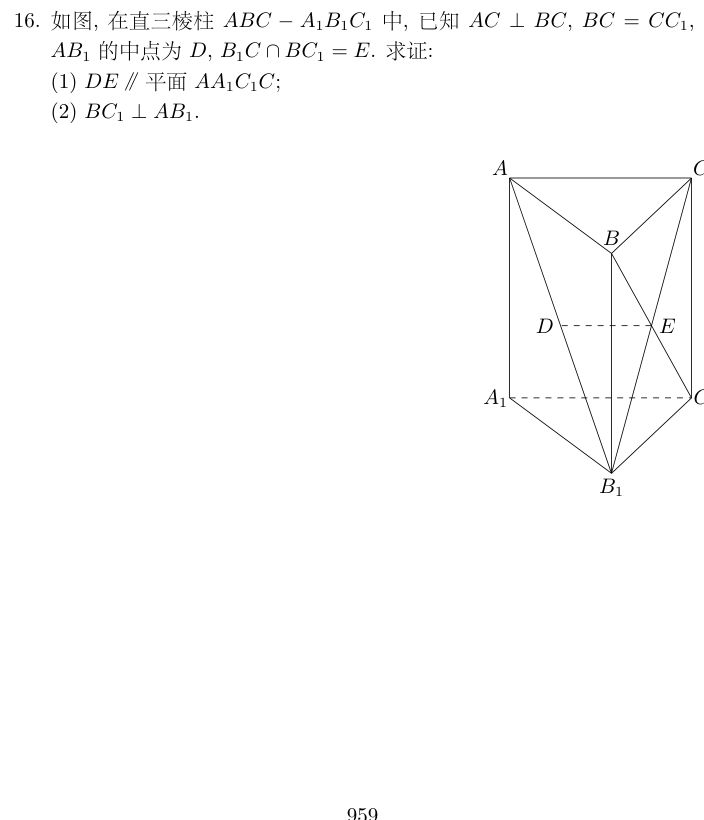 16. 如图, 在直三棱柱 ABC − A₁B₁C₁ 中, 已知 AC ⊥ BC, BC = CC₁,
AB₁ 的中点为 D, B₁C ∩ BC₁ = E. 求证:
(1) DE ∥ 平面 AA₁C₁C;
(2) BC₁ ⊥ AB₁.
A C
B
D E
A₁ C
B₁
959